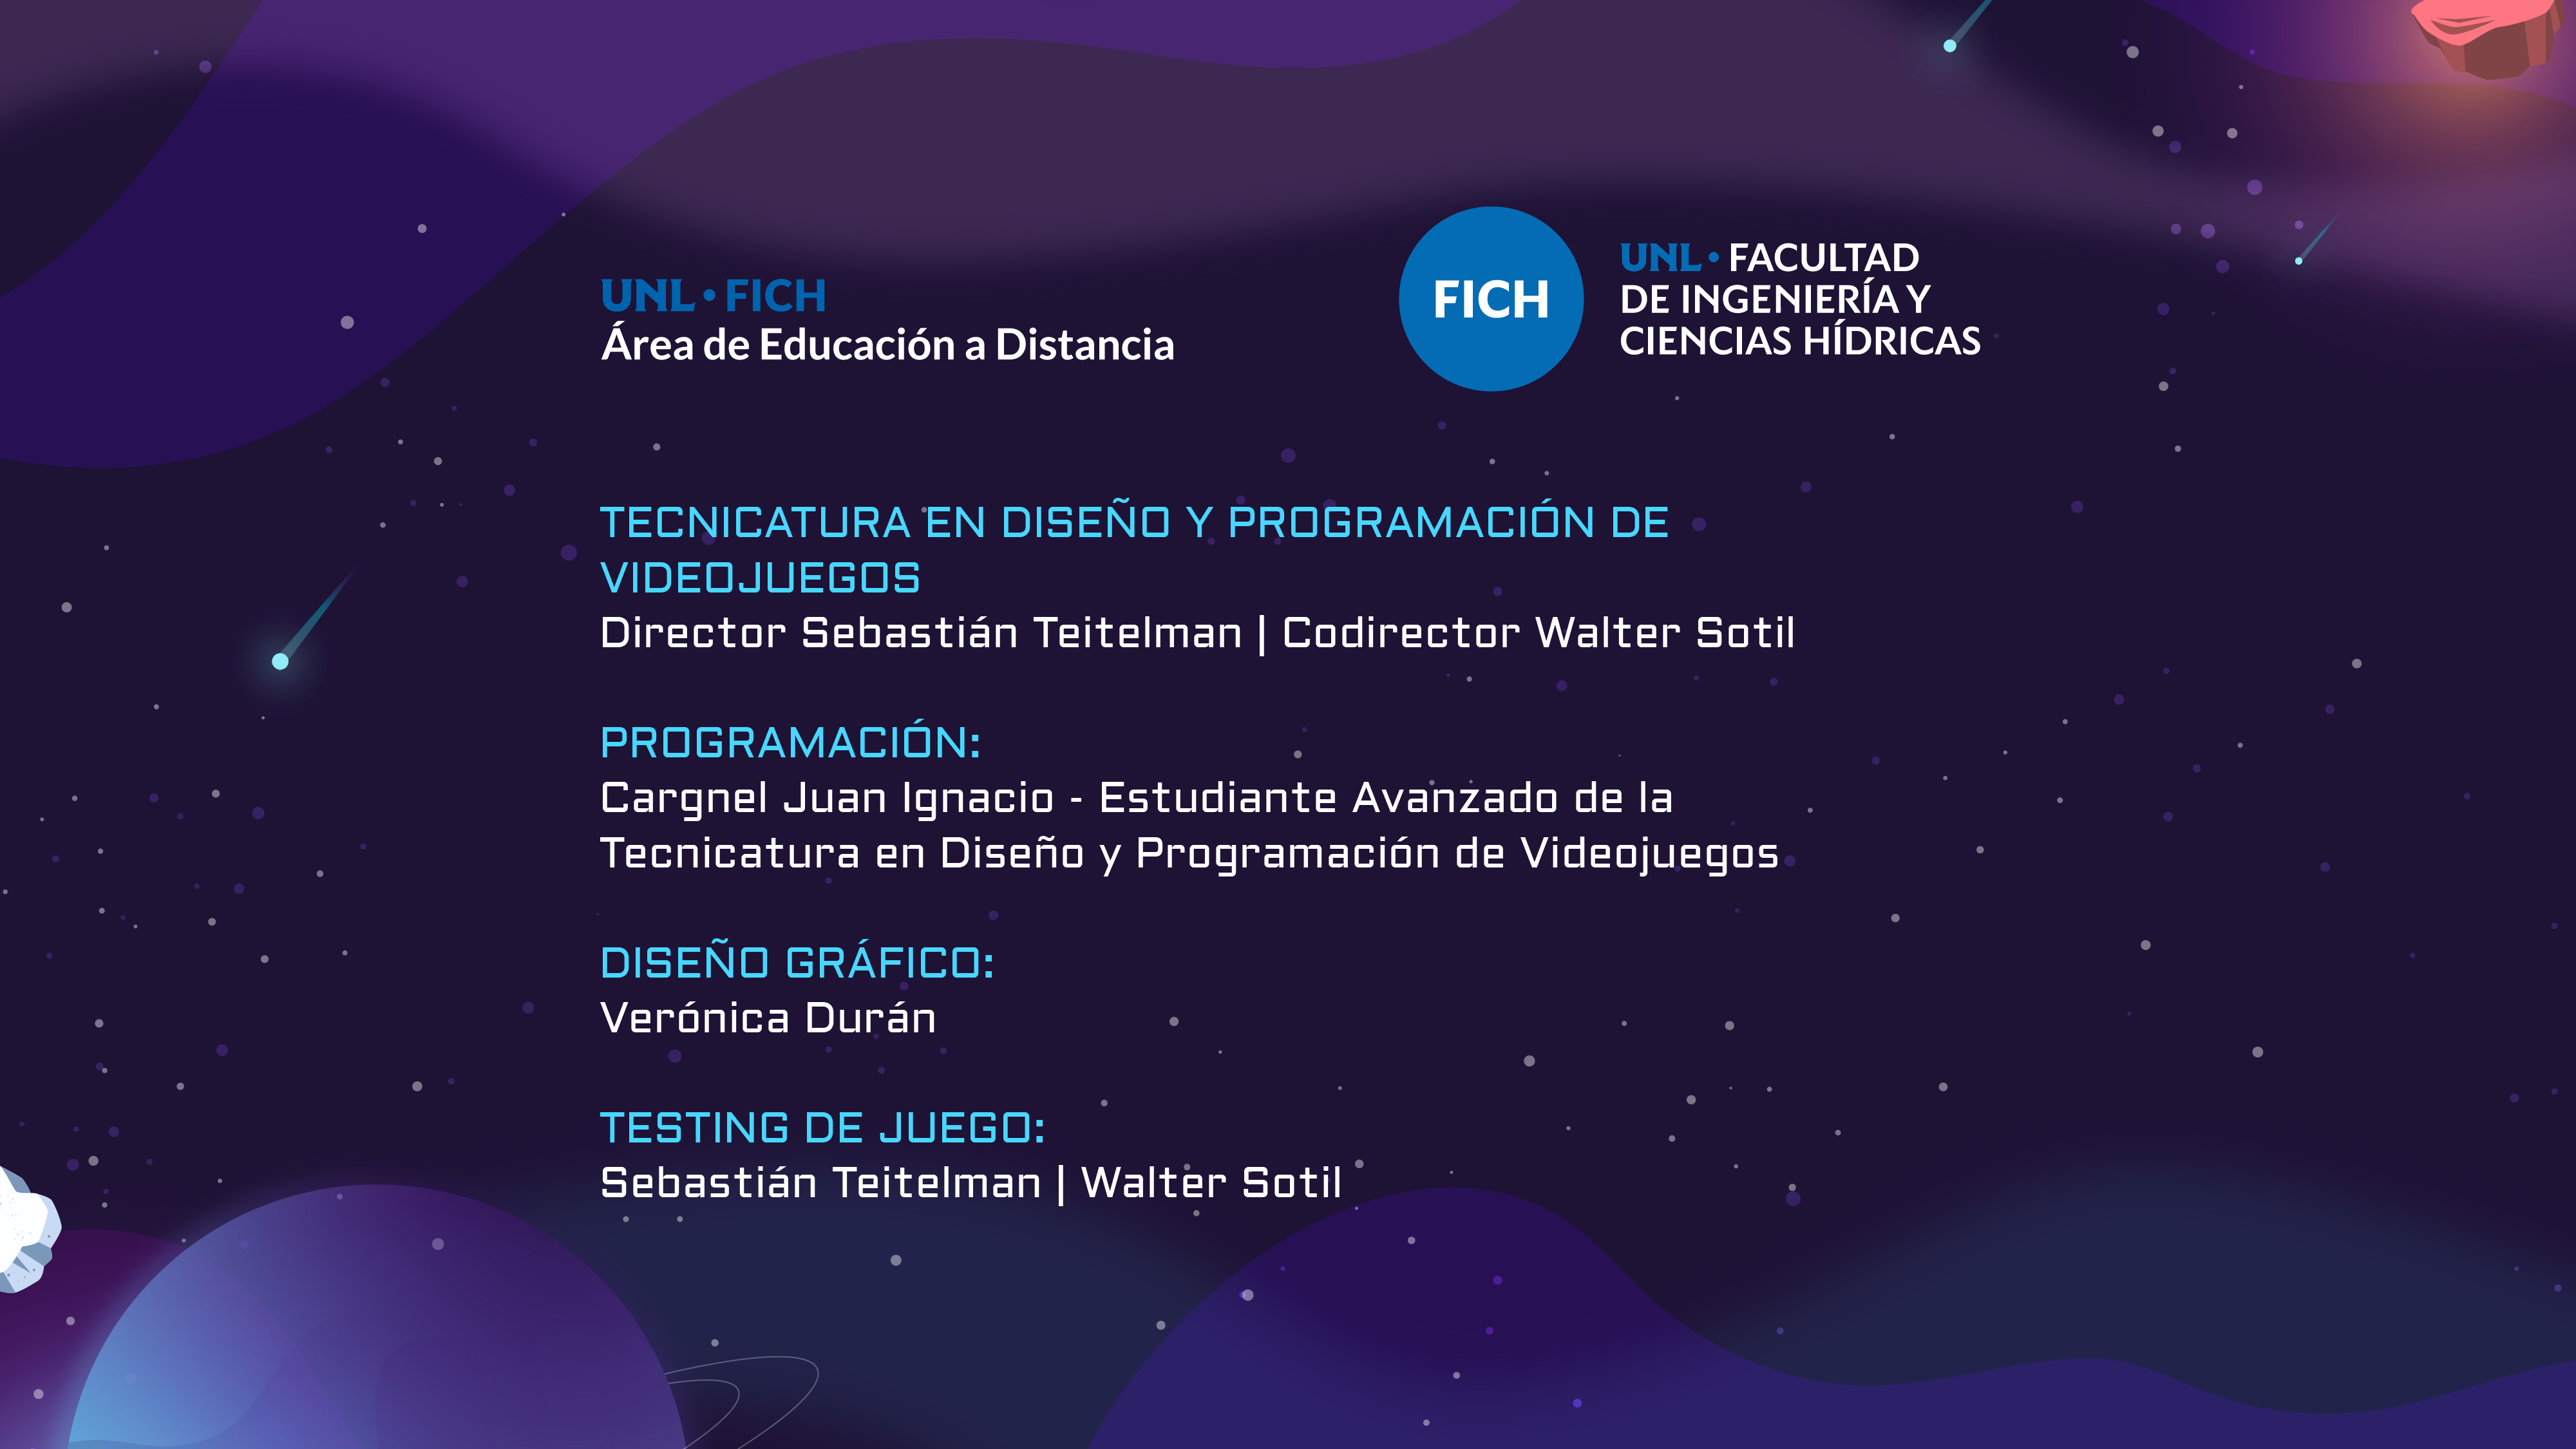 UNL • FICH
Área de Educación a Distancia
FICH
UNL • FACULTAD
DE INGENIERÍA Y
CIENCIAS HÍDRICAS
TECNICATURA EN DISEÑO Y PROGRAMACIÓN DE
VIDEOJUEGOS
Director Sebastián Teitelman | Codirector Walter Sotil
PROGRAMACIÓN:
Cargnel Juan Ignacio - Estudiante Avanzado de la
Tecnicatura en Diseño y Programación de Videojuegos
DISEÑO GRÁFICO:
Verónica Durán
TESTING DE JUEGO:
Sebastián Teitelman | Walter Sotil